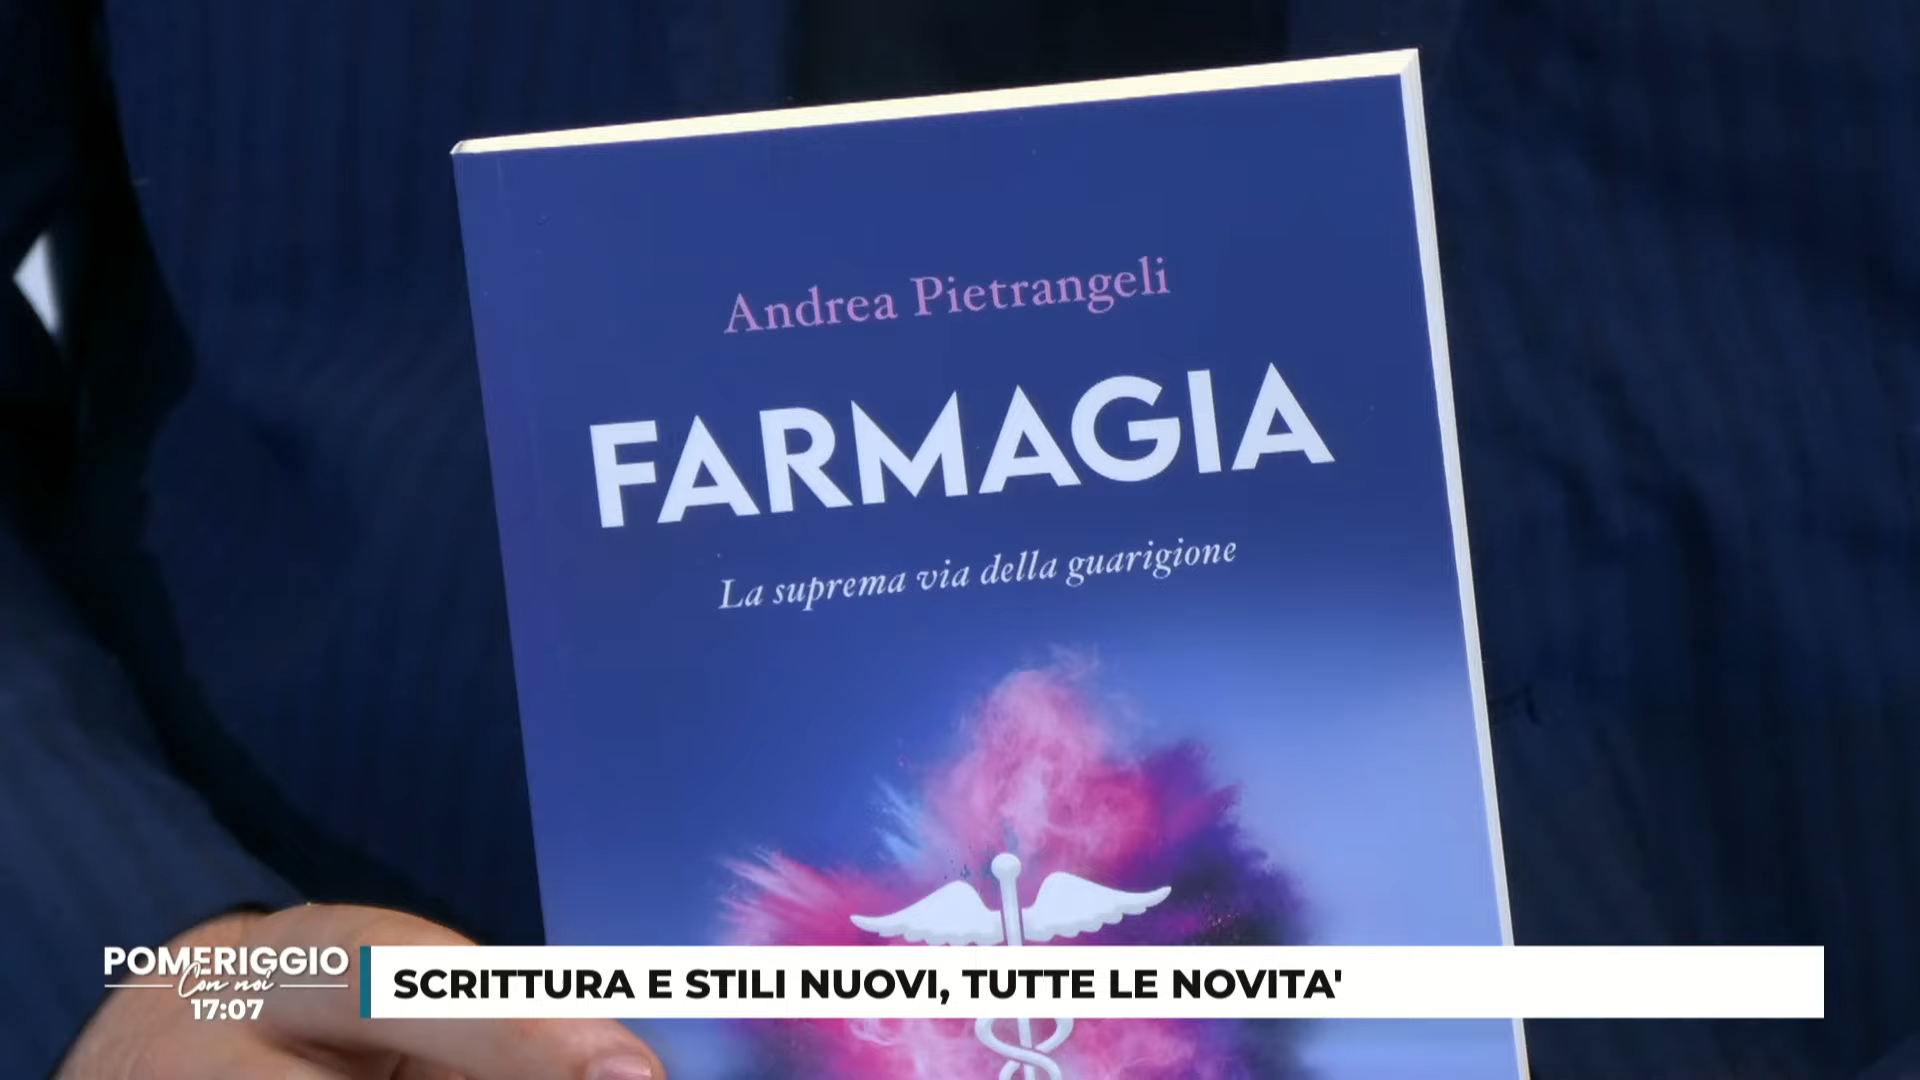 Andrea Pietrangeli
FARMAGIA
La suprema via della guarigione
POMERIGGIO
Con noi
17:07
SCRITTURA E STILI NUOVI, TUTTE LE NOVITA'